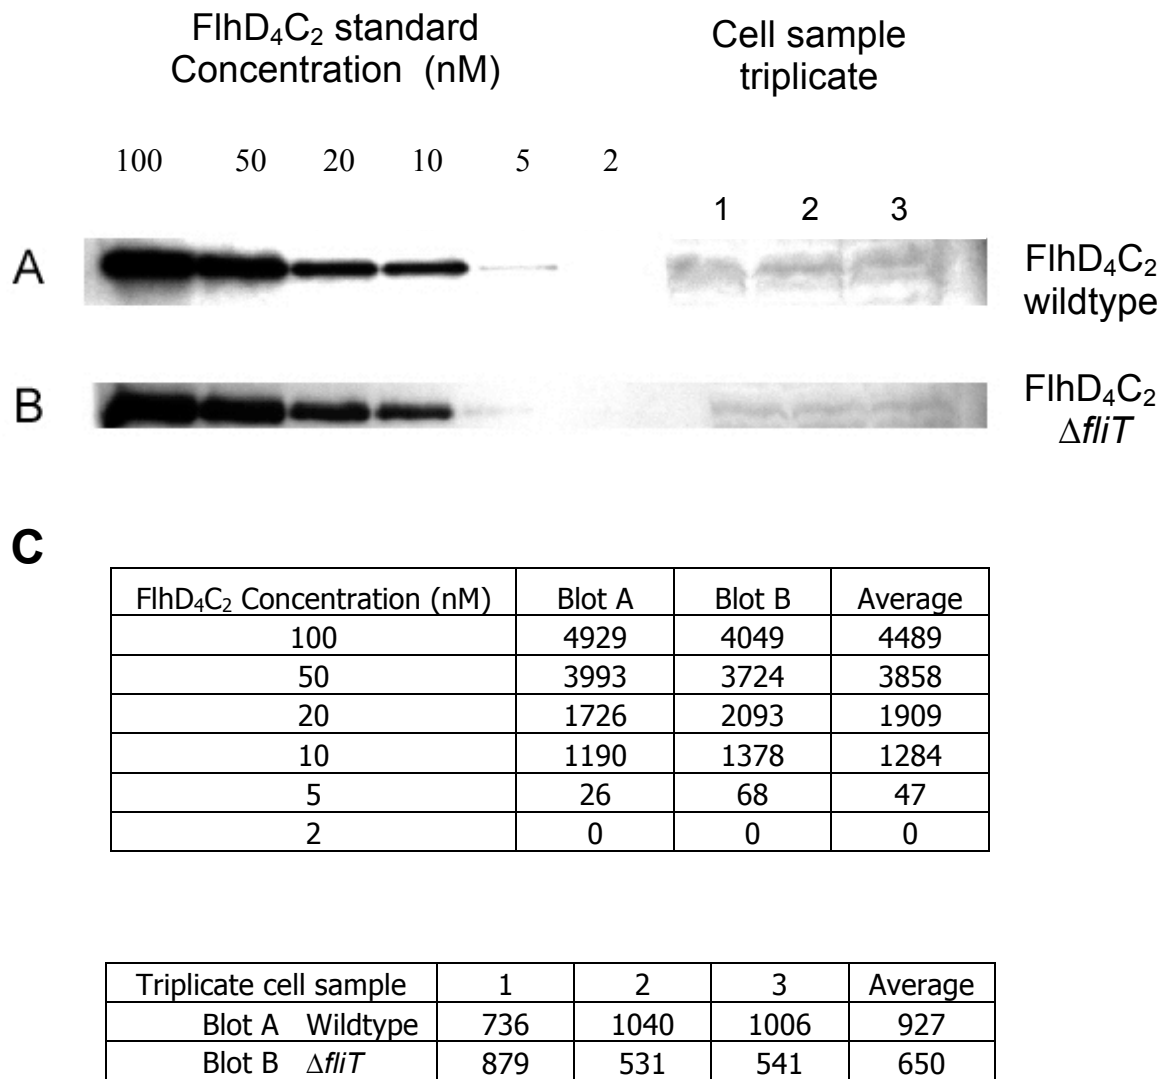 FlhD₄C₂ standard
Concentration (nM)
Cell sample
triplicate
100 50 20 10 5 2
1 2 3
A
FlhD₄C₂
wildtype
B
FlhD₄C₂
ΔfliT
C
FlhD₄C₂ Concentration (nM) Blot A Blot B Average
100 4929 4049 4489
50 3993 3724 3858
20 1726 2093 1909
10 1190 1378 1284
5 26 68 47
2 0 0 0
Triplicate cell sample 1 2 3 Average
Blot A Wildtype 736 1040 1006 927
Blot B ΔfliT 879 531 541 650